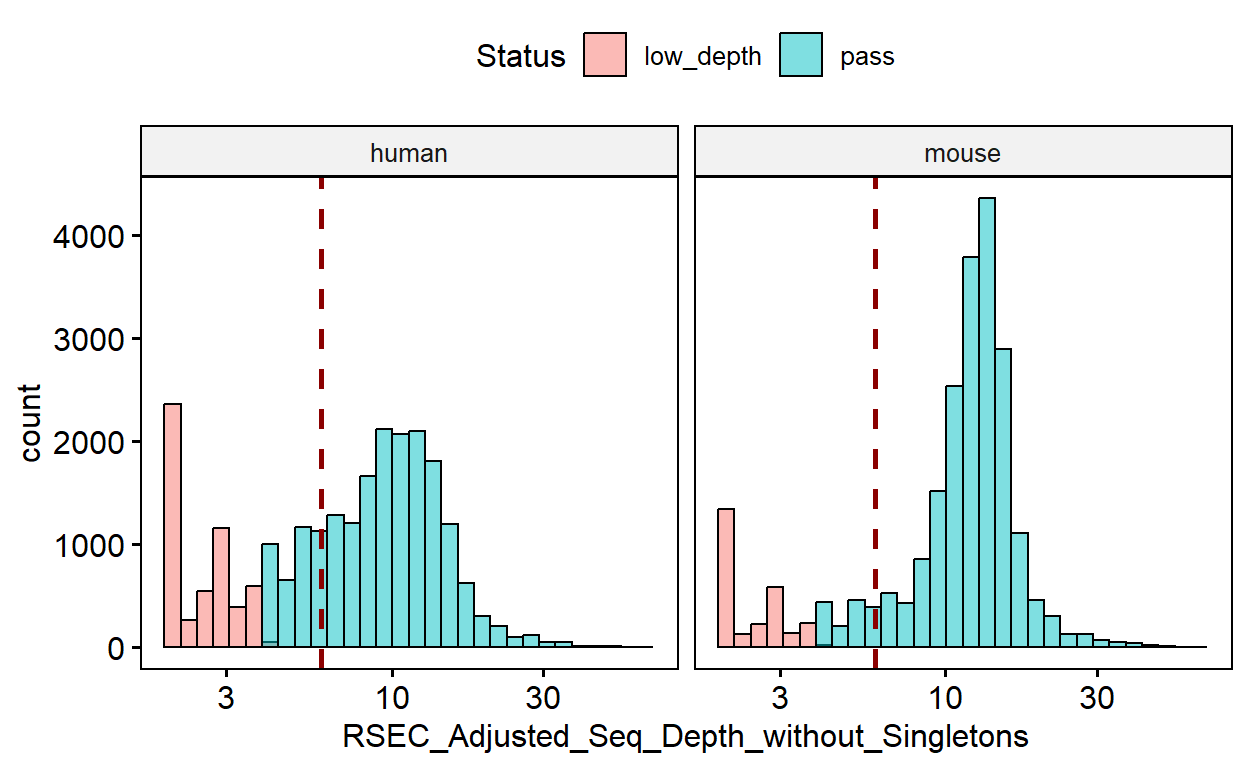 Status low_depth pass
human mouse
4000
3000
2000
1000
0
count
3 10 30 3 10 30
RSEC_Adjusted_Seq_Depth_without_Singletons